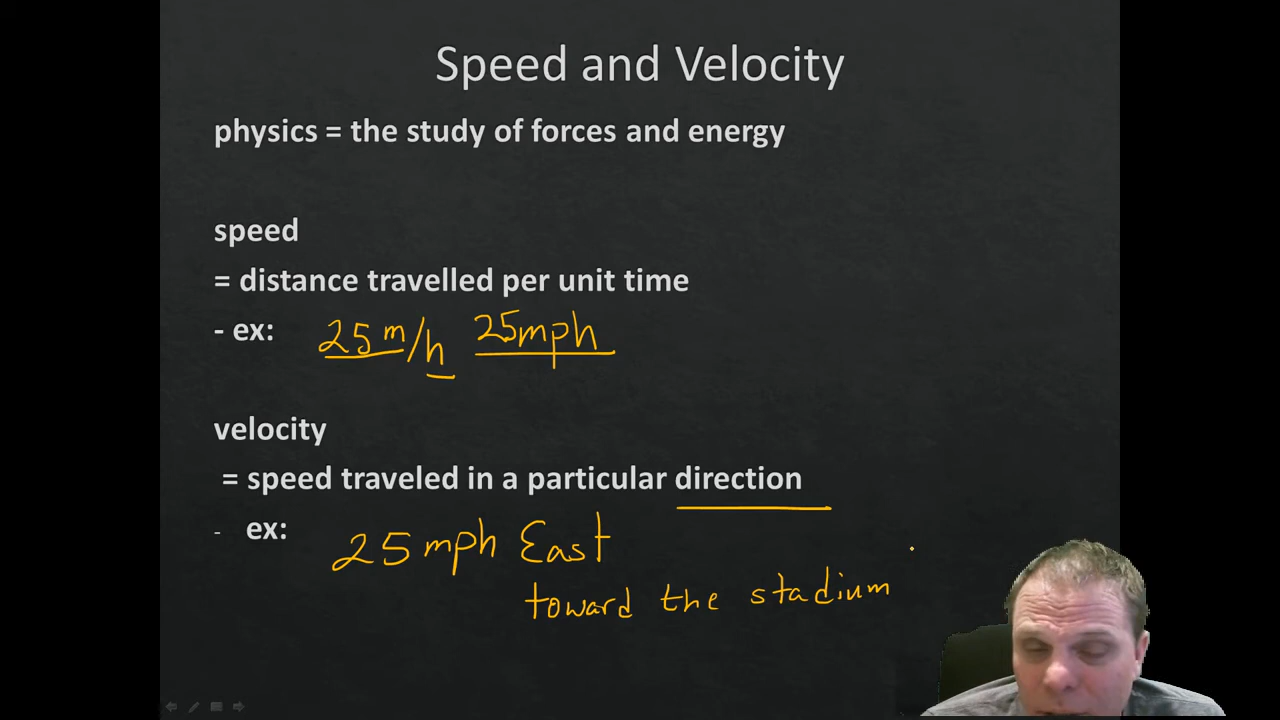 Speed and Velocity
physics = the study of forces and energy
speed
= distance travelled per unit time
- ex: 25 m/h 25mph
velocity
= speed traveled in a particular direction
- ex: 25 mph East
toward the stadium